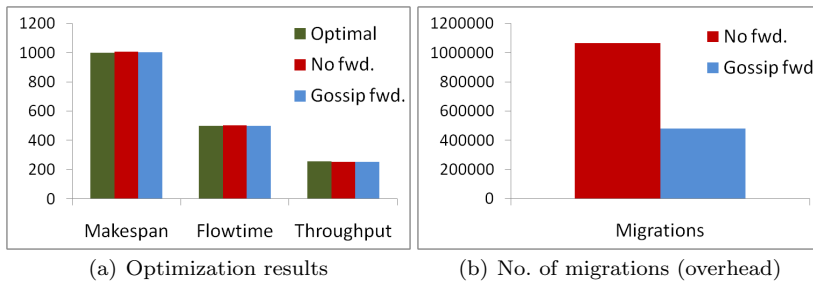 1200
1000
800
600
400
200
0
Optimal
No fwd.
Gossip fwd.
Makespan
Flowtime
Throughput
(a) Optimization results
1200000
1000000
800000
600000
400000
200000
0
No fwd.
Gossip fwd
Migrations
(b) No. of migrations (overhead)